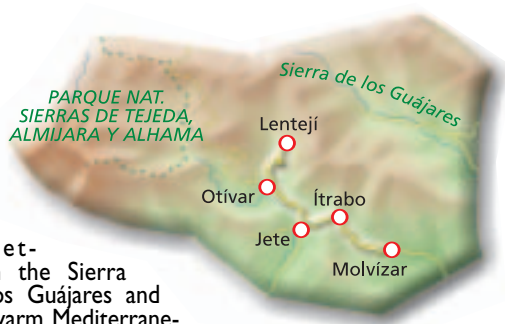 PARQUE NAT.
SIERRAS DE TEJEDA,
ALMIJARA Y ALHAMA
Sierra de los Guájares
Lentejí
Otívar
Ítrabo
Jete
Molvízar
the Sierra
Guájares and
Mediterrane-